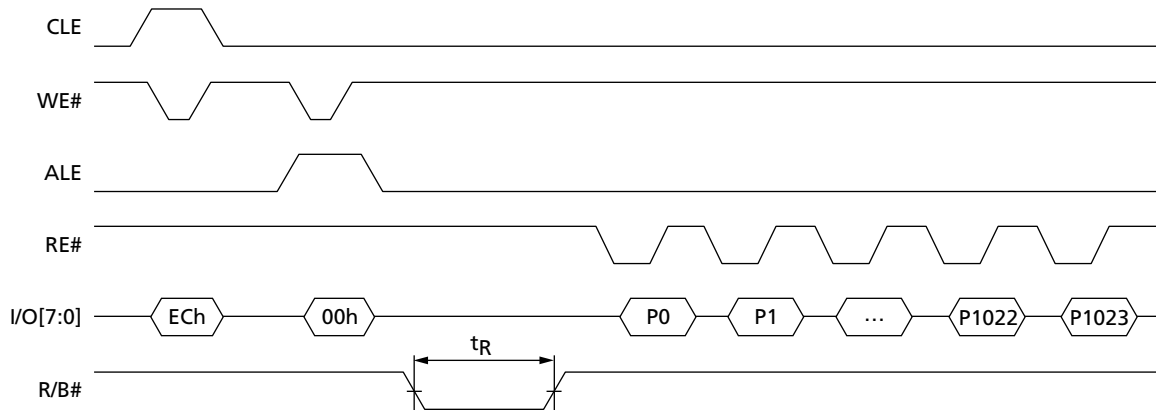 CLE
WE#
ALE
RE#
I/O[7:0] ECh 00h P0 P1 ... P1022 P1023
tR
R/B#